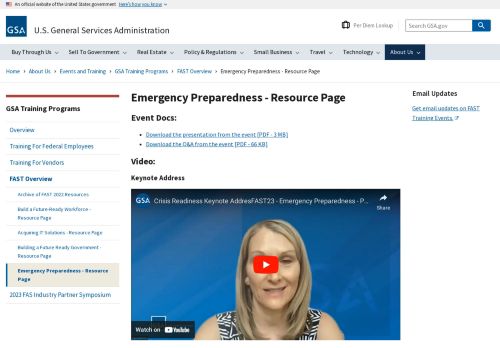 An official website of the United States government Here's how you know
GSA
U.S. General Services Administration
Per Diem Lookup
Search GSA.gov
Buy Through Us Sell To Government Real Estate Policy & Regulations Small Business Travel Technology About Us
Home › About Us › Events and Training › GSA Training Programs › FAST Overview › Emergency Preparedness - Resource Page
GSA Training Programs
Overview
Training For Federal Employees
Training For Vendors
FAST Overview
Archive of FAST 2022 Resources
Build a Future-Ready Workforce -
Resource Page
Acquiring IT Solutions - Resource Page
Building a Future Ready Government -
Resource Page
Emergency Preparedness - Resource
Page
2023 FAS Industry Partner Symposium
Emergency Preparedness - Resource Page
Event Docs:
Download the presentation from the event [PDF - 3 MB]
Download the Q&A from the event [PDF - 66 KB]
Video:
Keynote Address
GSA
Crisis Readiness Keynote AddresFAST23 - Emergency Preparedness - P...
Share
Watch on YouTube
Email Updates
Get email updates on FAST
Training Events.